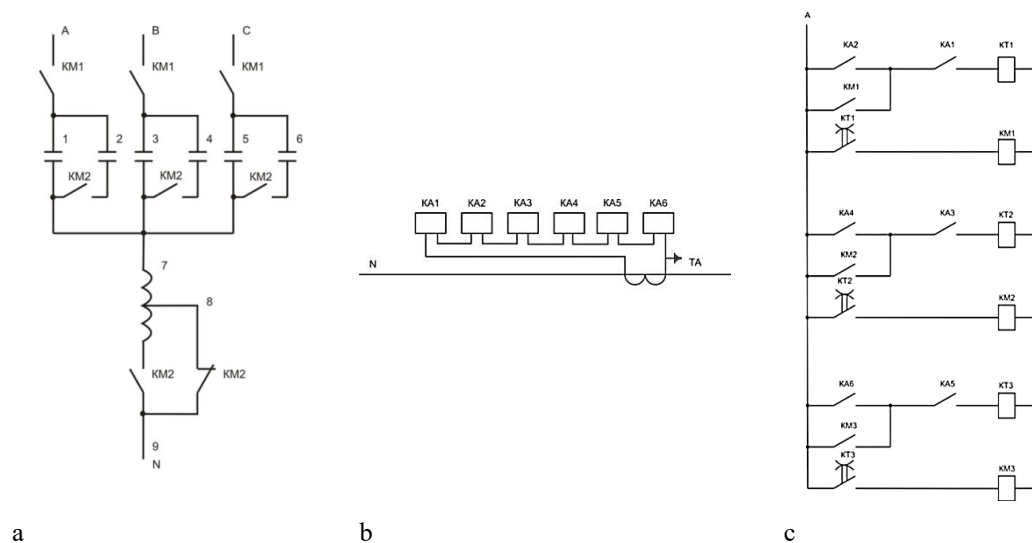 A B C
KM1 KM1 KM1
1 2 3 4 5 6
KM2 KM2 KM2
7
8
KM2 KM2
9
N
a
KA1 KA2 KA3 KA4 KA5 KA6
N TA
b
A
KA2 KA1 KT1
KM1
KT1 KM1
KA4 KA3 KT2
KM2
KT2 KM2
KA6 KA5 KT3
KM3
KT3 KM3
c